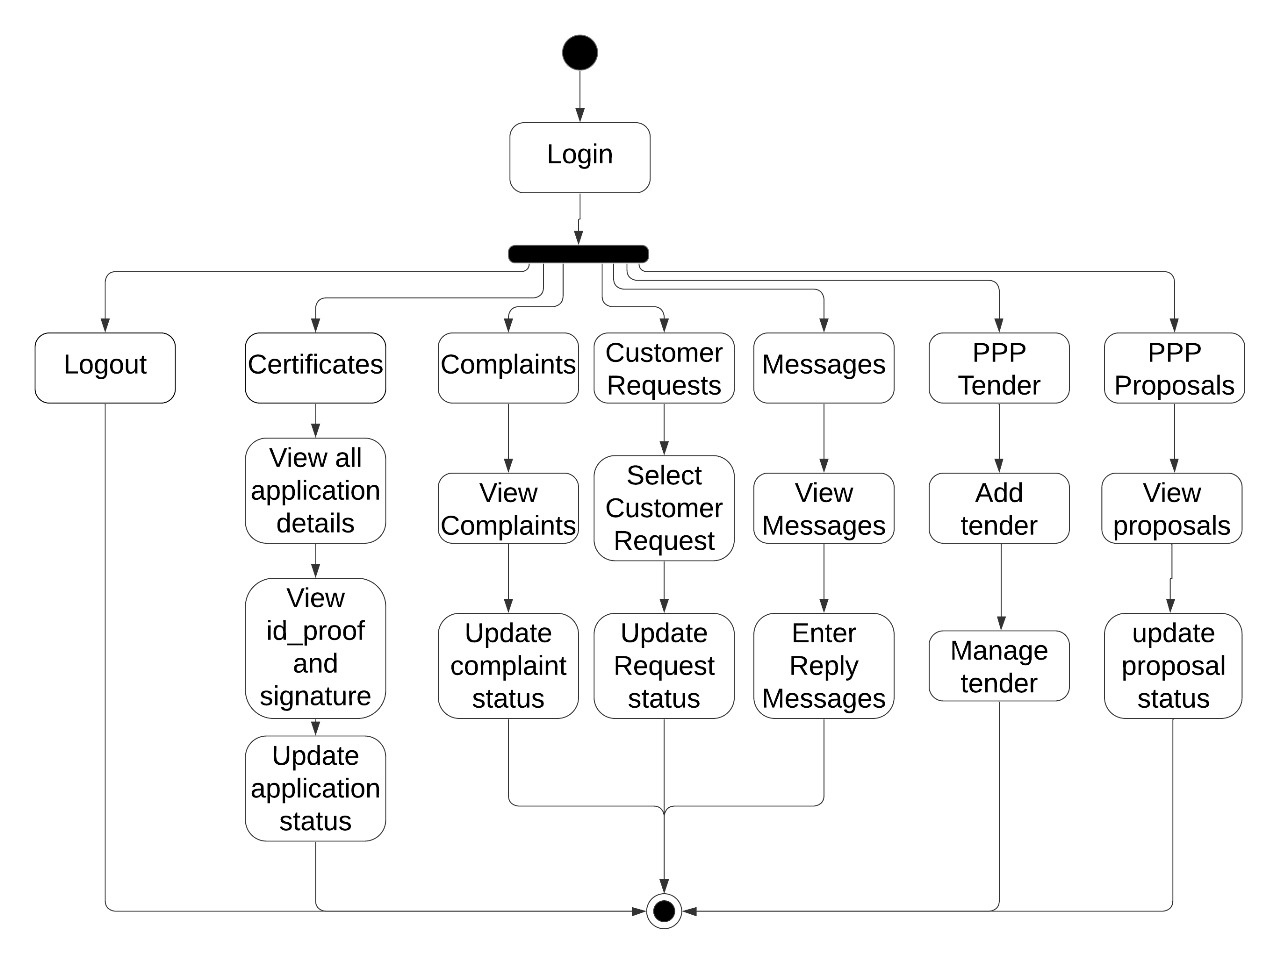 Login
Logout
Certificates
Complaints
Customer
Requests
Messages
PPP
Tender
PPP
Proposals
View all
application
details
View
Complaints
Select
Customer
Request
View
Messages
Add
tender
View
proposals
View
id_proof
and
signature
Update
complaint
status
Update
Request
status
Enter
Reply
Messages
Manage
tender
update
proposal
status
Update
application
status